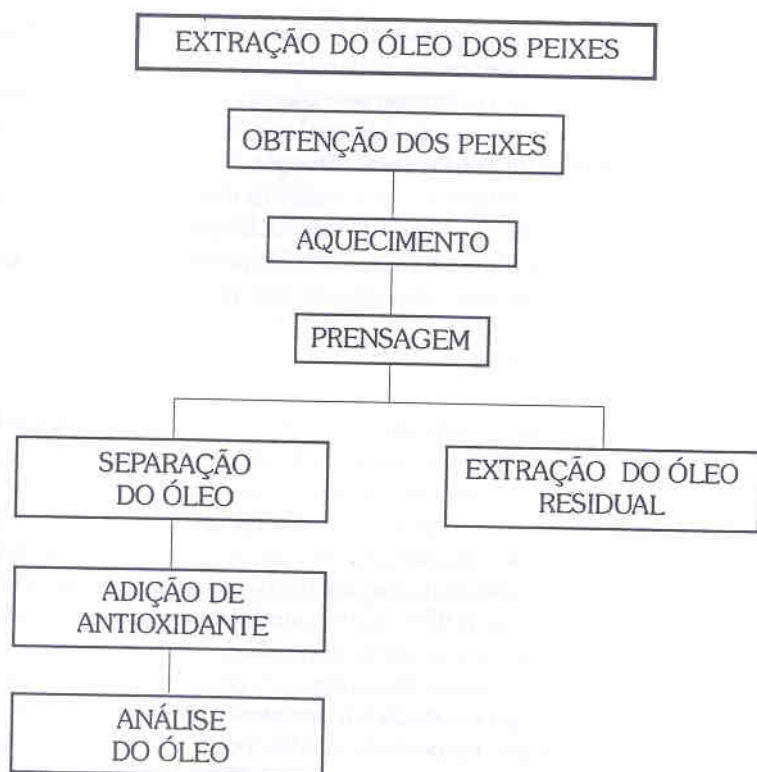 EXTRAÇÃO DO ÓLEO DOS PEIXES
OBTENÇÃO DOS PEIXES
AQUECIMENTO
PRENSAGEM
SEPARAÇÃO
DO ÓLEO
EXTRAÇÃO DO ÓLEO
RESIDUAL
ADIÇÃO DE
ANTIOXIDANTE
ANÁLISE
DO ÓLEO